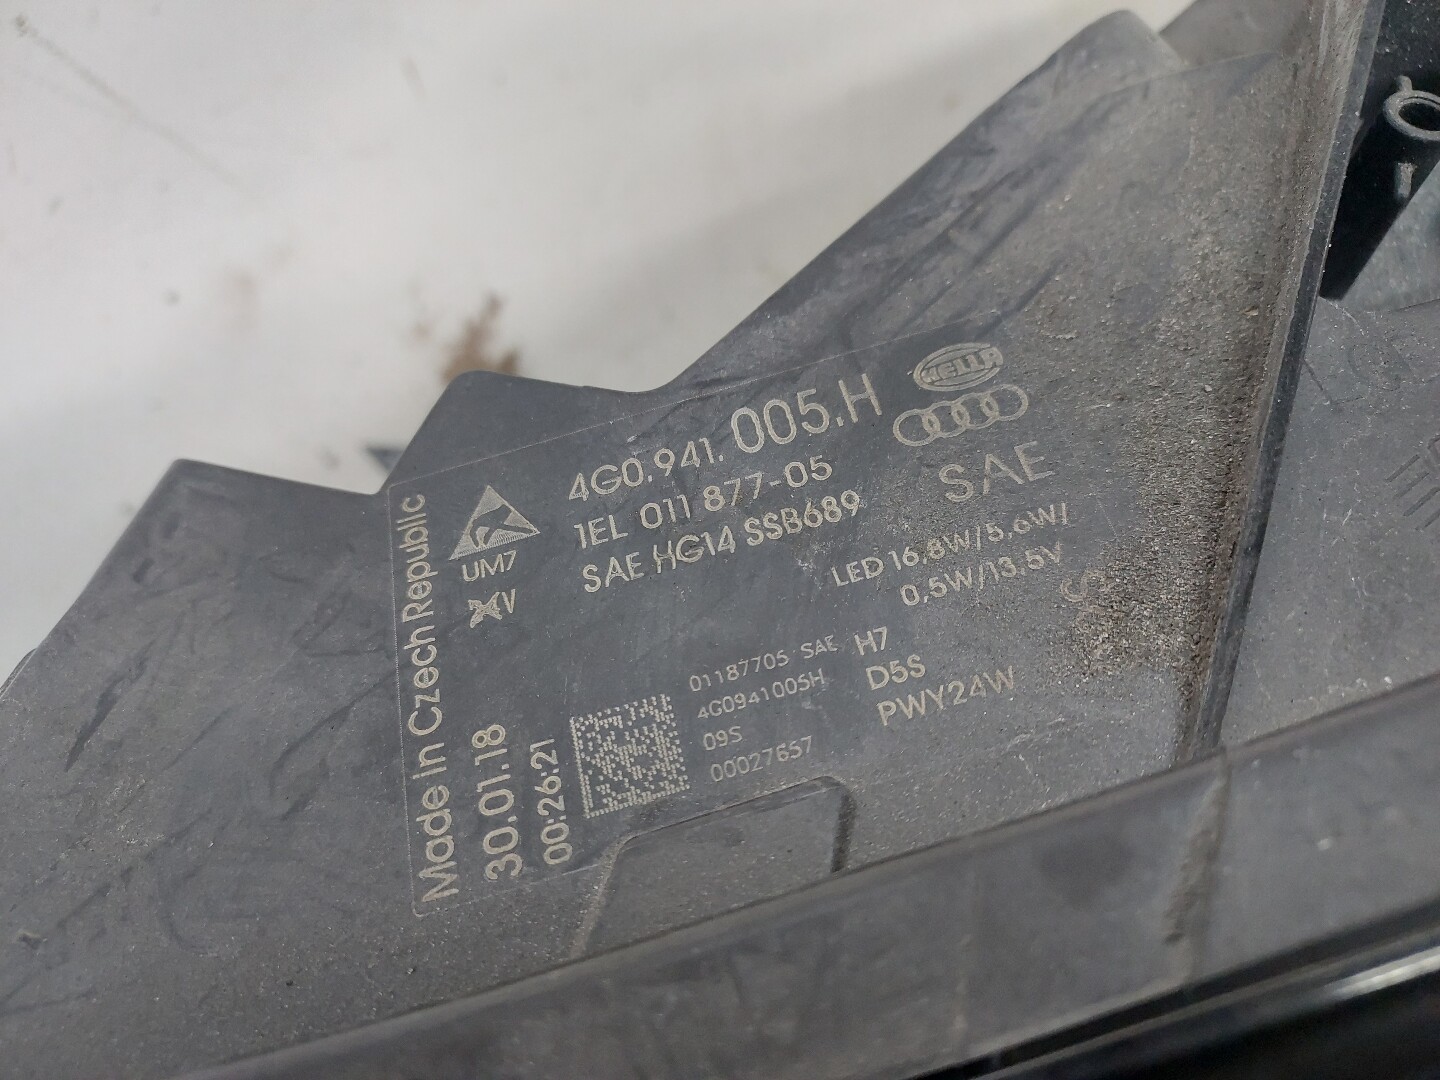 HELLA
4G0.941.005.H
1EL 011 877-05
SAE
SAE HG14 SSB689
LED 16,8W/5,6W/
0,5W/13.5V
UM7
XV
Made in Czech Republic
30.01.18
00:26:21
01187705 SAE
4G0941005H
09S
00027657
H7
D5S
PWY24W